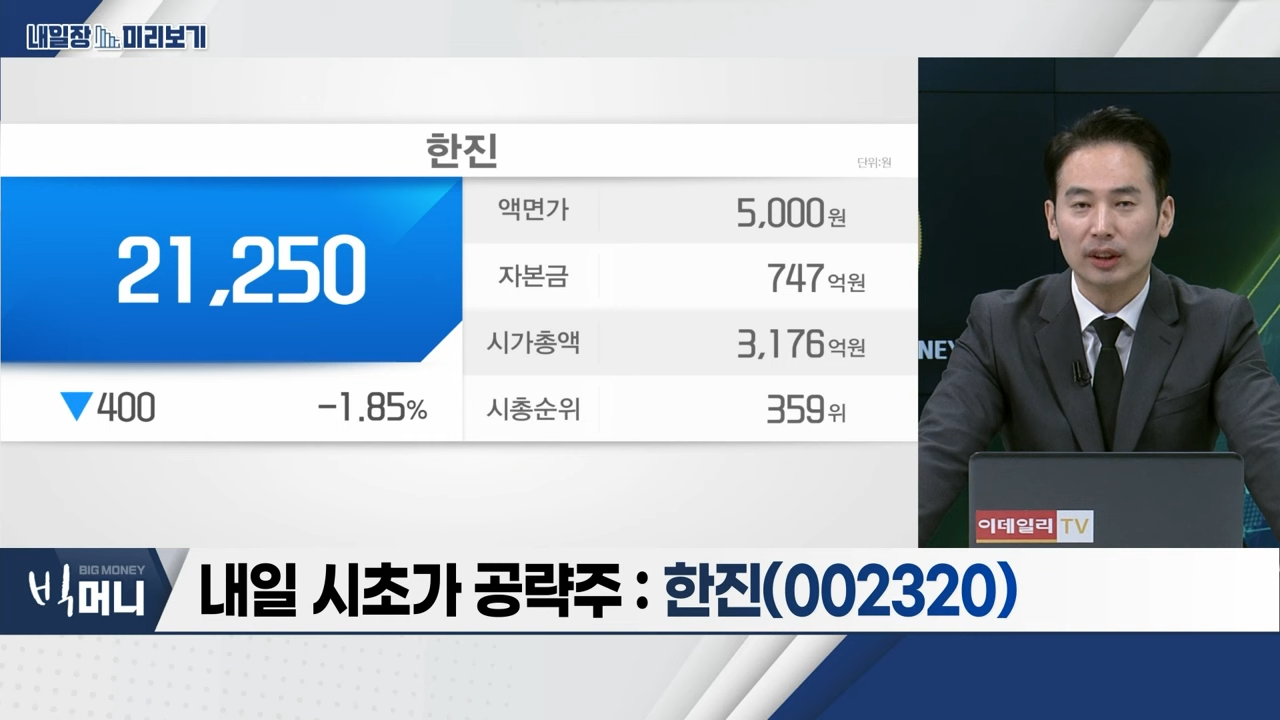 내일장 미리보기
한진
단위:원
21,250
▼400 -1.85%
액면가 5,000원
자본금 747억원
시가총액 3,176억원
시총순위 359위
NEY
이데일리TV
BIG MONEY
빅머니
내일 시초가 공략주 : 한진(002320)